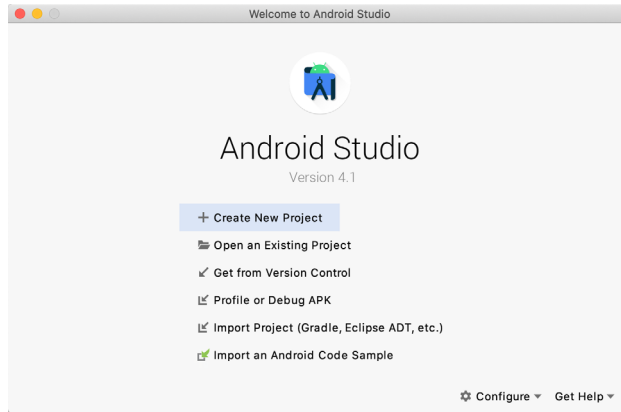 Welcome to Android Studio
Android Studio
Version 4.1
Create New Project
Open an Existing Project
Get from Version Control
Profile or Debug APK
Import Project (Gradle, Eclipse ADT, etc.)
Import an Android Code Sample
Configure Get Help